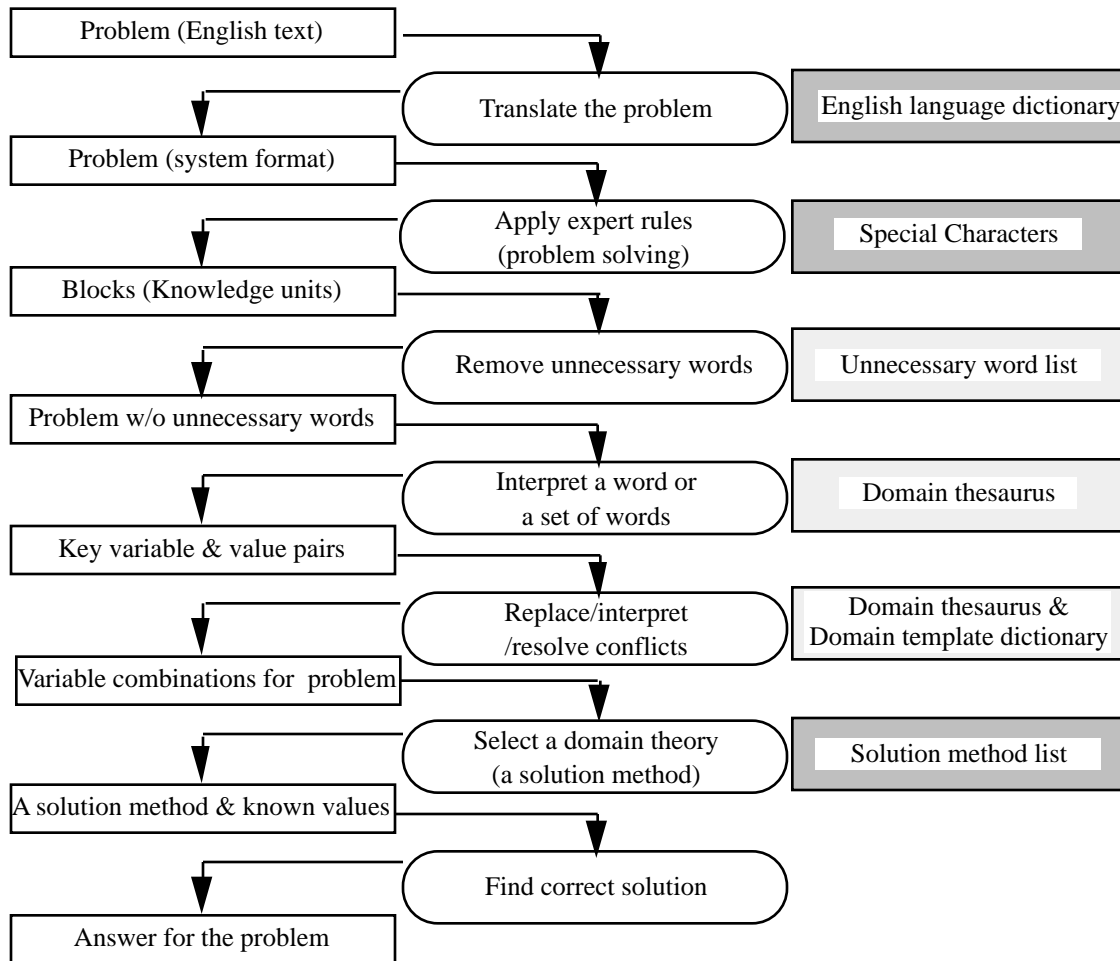 Problem (English text)
Translate the problem
English language dictionary
Problem (system format)
Apply expert rules
(problem solving)
Special Characters
Blocks (Knowledge units)
Remove unnecessary words
Unnecessary word list
Problem w/o unnecessary words
Interpret a word or
a set of words
Domain thesaurus
Key variable & value pairs
Replace/interpret
/resolve conflicts
Domain thesaurus &
Domain template dictionary
Variable combinations for problem
Select a domain theory
(a solution method)
Solution method list
A solution method & known values
Find correct solution
Answer for the problem